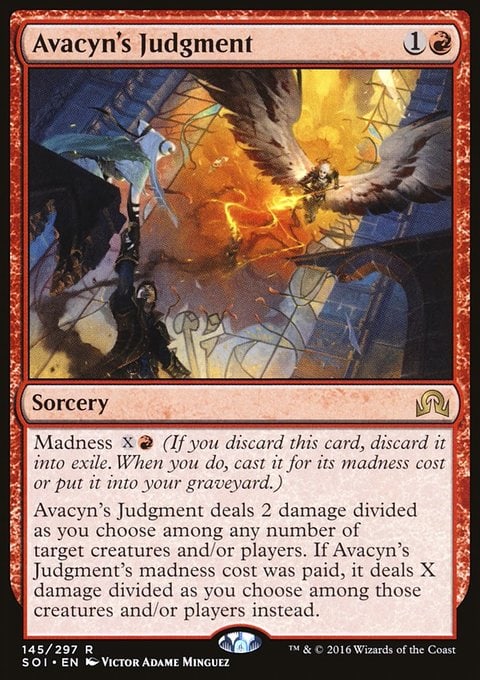 Avacyn's Judgment 1
Sorcery
Madness X (If you discard this card, discard it
into exile. When you do, cast it for its madness cost
or put it into your graveyard.)
Avacyn's Judgment deals 2 damage divided
as you choose among any number of
target creatures and/or players. If Avacyn's
Judgment's madness cost was paid, it deals X
damage divided as you choose among those
creatures and/or players instead.
145/297 R
SOI • EN Victor Adame Minguez
™ & © 2016 Wizards of the Coast